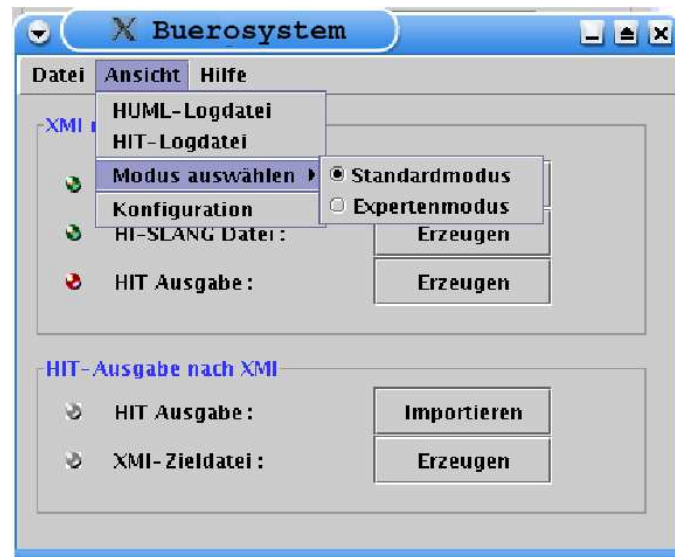 Buerosystem
Datei Ansicht Hilfe
HUML-Logdatei
XMI
HIT-Logdatei
Modus auswählen
Standardmodus
Konfiguration
Expertenmodus
HI-SLANG Datei:
Erzeugen
HIT Ausgabe:
Erzeugen
HIT-Ausgabe nach XMI
HIT Ausgabe:
Importieren
XMI-Zieldatei:
Erzeugen